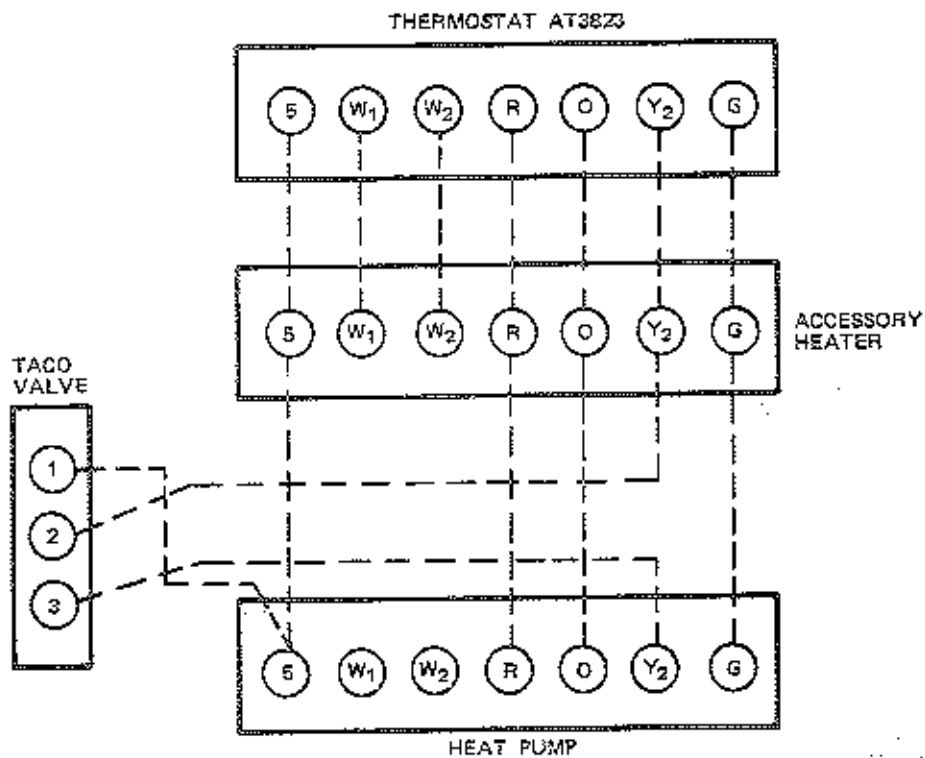 THERMOSTAT AT3823
5 W1 W2 R O Y2 G
5 W1 W2 R O Y2 G
ACCESSORY
HEATER
TACO
VALVE
1
2
3
5 W1 W2 R O Y2 G
HEAT PUMP